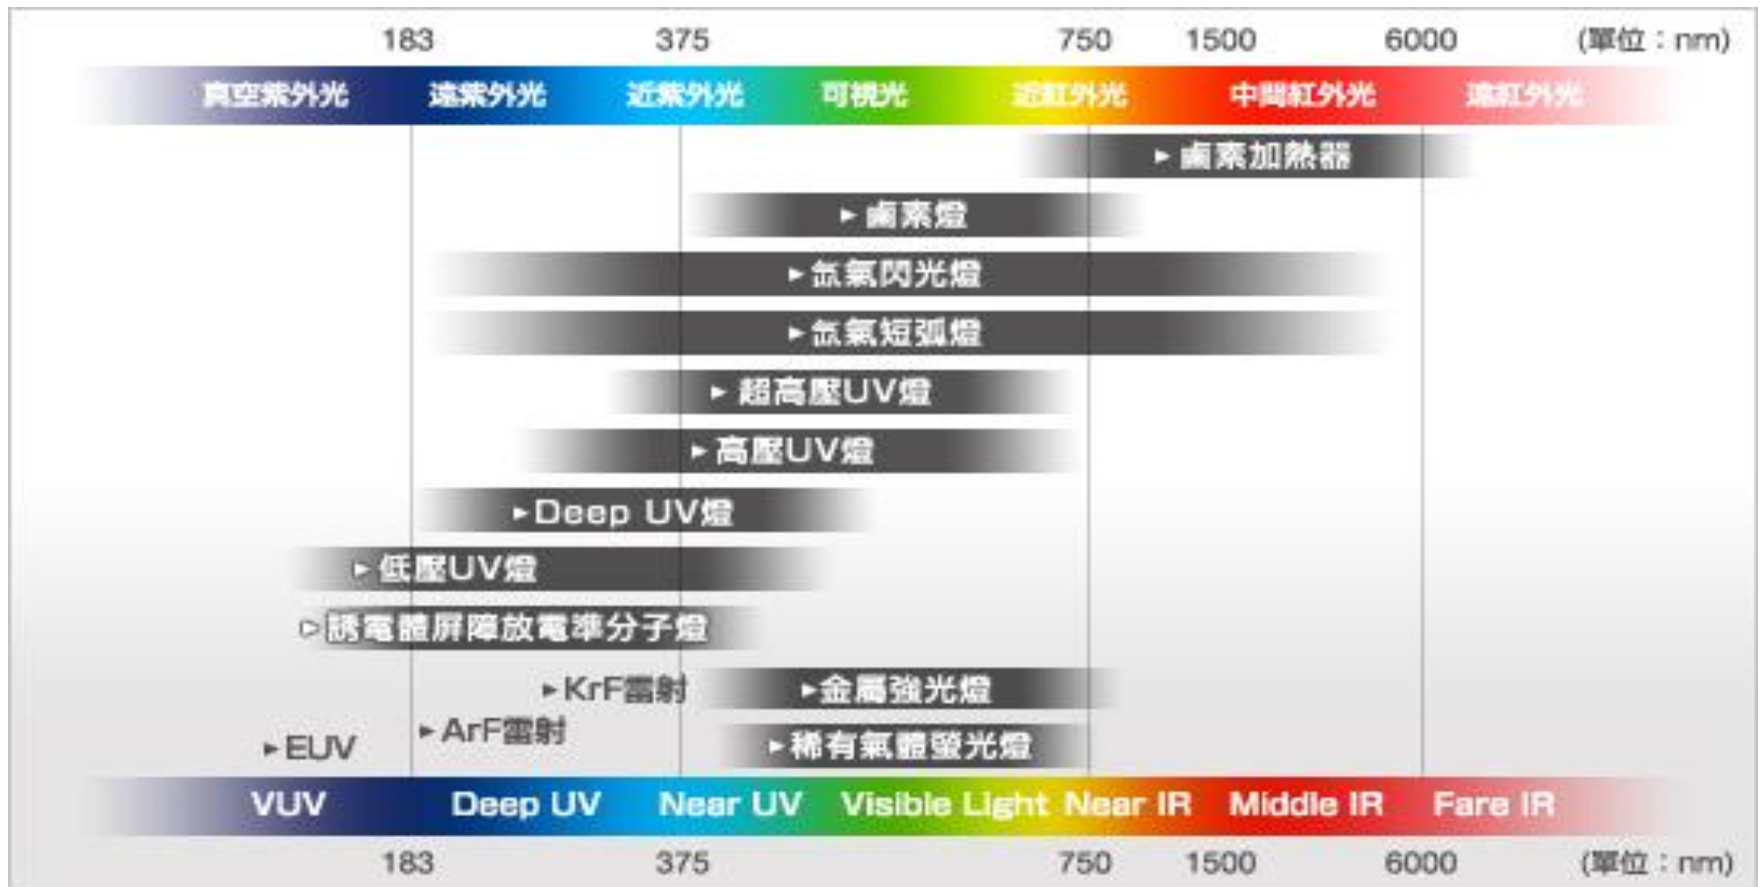 183 375 750 1500 6000 (單位：nm)
真空紫外光 遠紫外光 近紫外光 可視光 近紅外光 中間紅外光 遠紅外光
▸鹵素加熱器
▸鹵素燈
▸氙氣閃光燈
▸氙氣短弧燈
▸超高壓UV燈
▸高壓UV燈
▸Deep UV燈
▸低壓UV燈
▸誘電體屏障放電準分子燈
▸KrF雷射 ▸金屬強光燈
▸ArF雷射
▸EUV ▸稀有氣體螢光燈
VUV Deep UV Near UV Visible Light Near IR Middle IR Fare IR
183 375 750 1500 6000 (單位：nm)